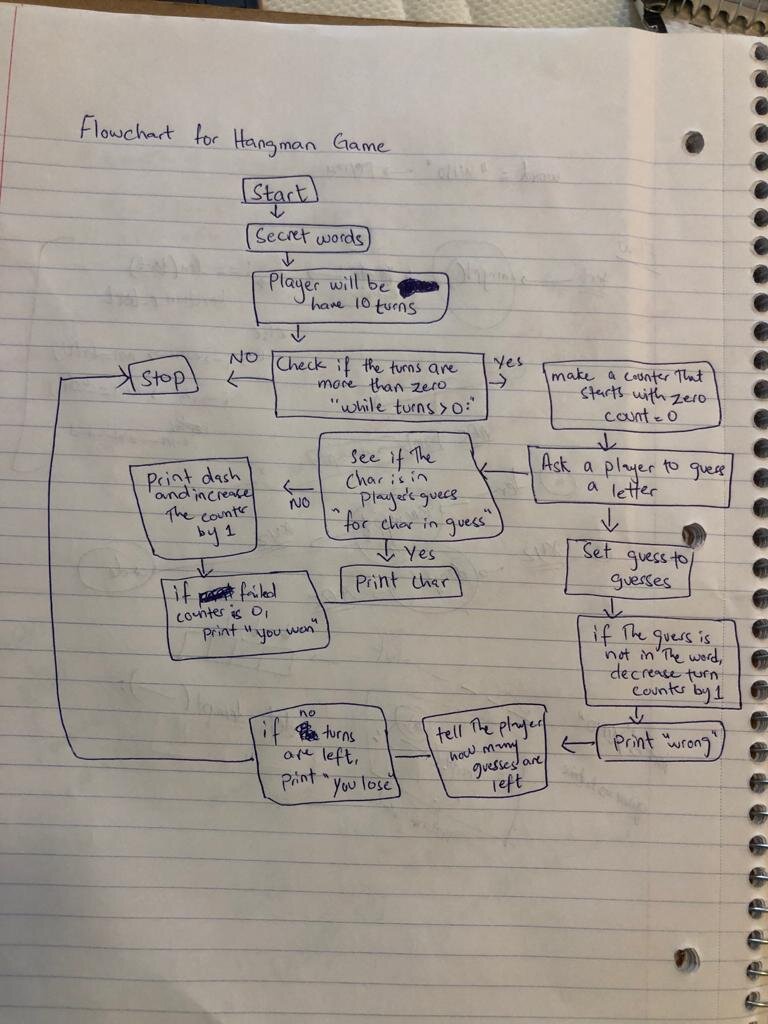 Flowchart for Hangman Game
Start
Secret words
Player will be
have 10 turns
Check if the turns are
more than zero
"while turns > 0:"
NO
Stop
Yes
make a counter That
starts with zero
count = 0
Ask a player to guess
a letter
See if The
Char is in
Player's guess
"for char in guess"
NO
Print dash
and increase
The counter
by 1
Yes
Print Char
if failed
counter is 0,
print "you won"
Set guess to
guesses
if The guess is
not in The word,
decrease turn
counter by 1
Print "wrong"
tell The player
how many
guesses are
left
if no turns
are left,
print "You lose"